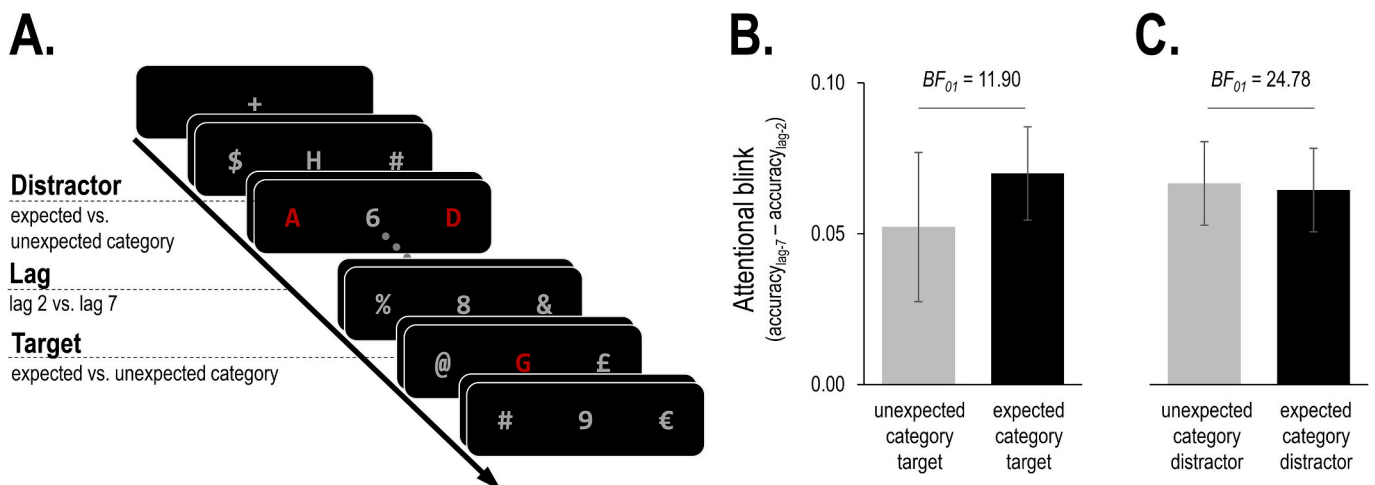 A.
+
$ H #
Distractor
expected vs.
unexpected category
A 6 D
Lag
lag 2 vs. lag 7
% 8 &
Target
expected vs. unexpected category
@ G £
# 9 €
B.
Attentional blink
(accuracylag-7 – accuracylag-2)
0.10
0.05
0.00
BF01 = 11.90
unexpected
category
target
expected
category
target
C.
BF01 = 24.78
unexpected
category
distractor
expected
category
distractor